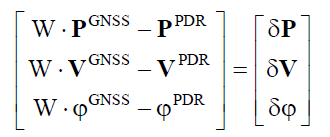 W · P^GNSS − P^PDR = δP
W · V^GNSS − V^PDR = δV
W · φ^GNSS − φ^PDR = δφ